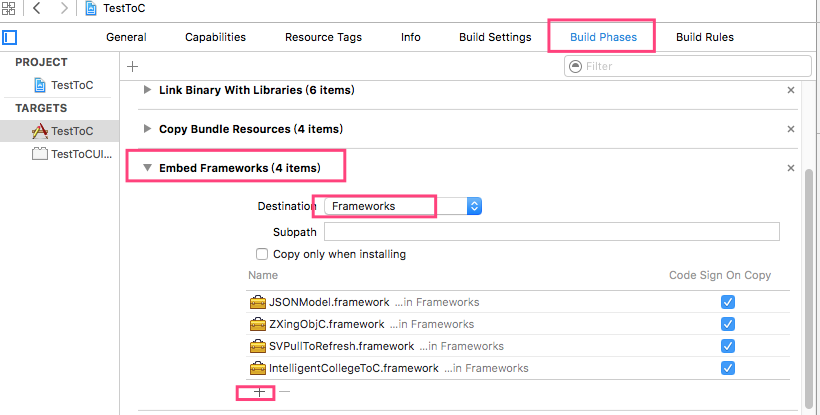 TestToC
General Capabilities Resource Tags Info Build Settings Build Phases Build Rules
PROJECT
TestToC
TARGETS
TestToC
TestToCUI...
Filter
Link Binary With Libraries (6 items)
Copy Bundle Resources (4 items)
Embed Frameworks (4 items)
Destination Frameworks
Subpath
Copy only when installing
Name Code Sign On Copy
JSONModel.framework ...in Frameworks
ZXingObjC.framework ...in Frameworks
SVPullToRefresh.framework ...in Frameworks
IntelligentCollegeToC.framework ...in Frameworks